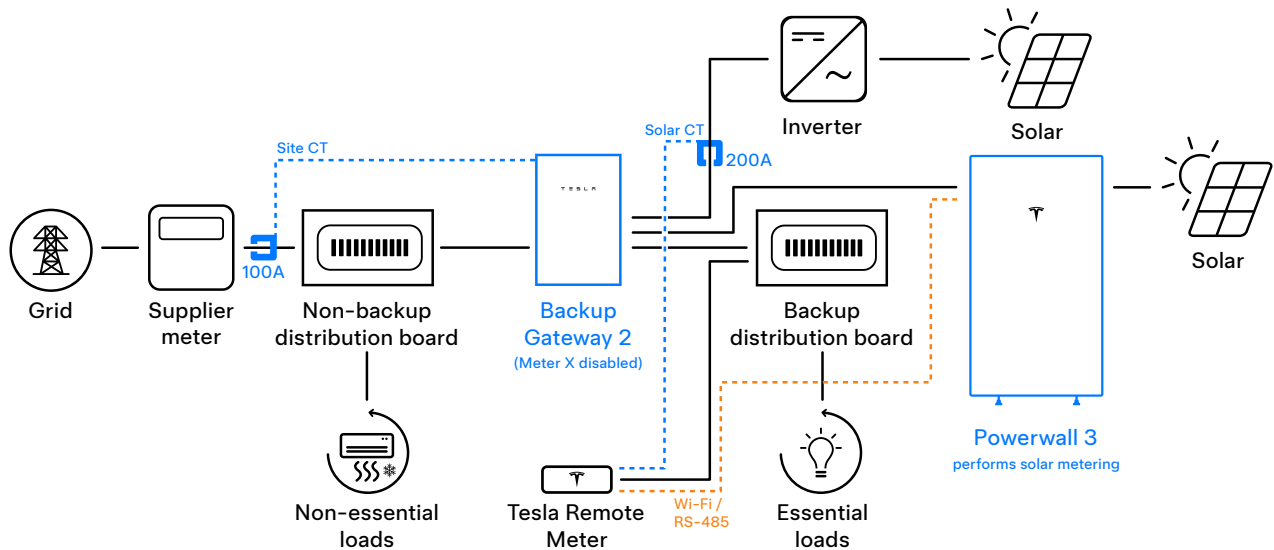 Inverter
Solar
Solar CT
200A
Site CT
TESLA
Solar
100A
Grid
Supplier
meter
Non-backup
distribution board
Backup
Gateway 2
(Meter X disabled)
Backup
distribution board
Powerwall 3
performs solar metering
Non-essential
loads
Tesla Remote
Meter
Wi-Fi /
RS-485
Essential
loads